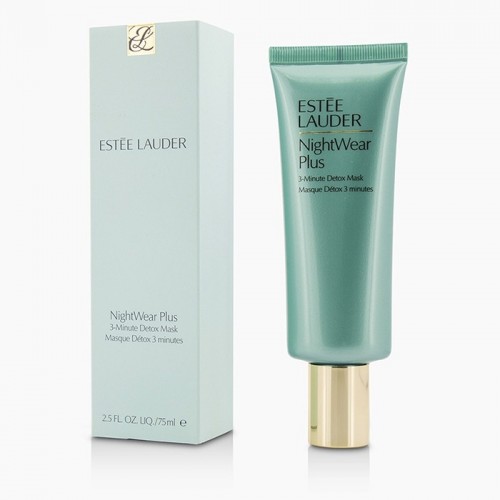 ESTĒE LAUDER
NightWear Plus
3-Minute Detox Mask
Masque Détox 3 minutes
2.5 FL. OZ. LIQ./75ml ℮
ESTĒE
LAUDER
NightWear
Plus
3-Minute Detox Mask
Masque Détox 3 minutes